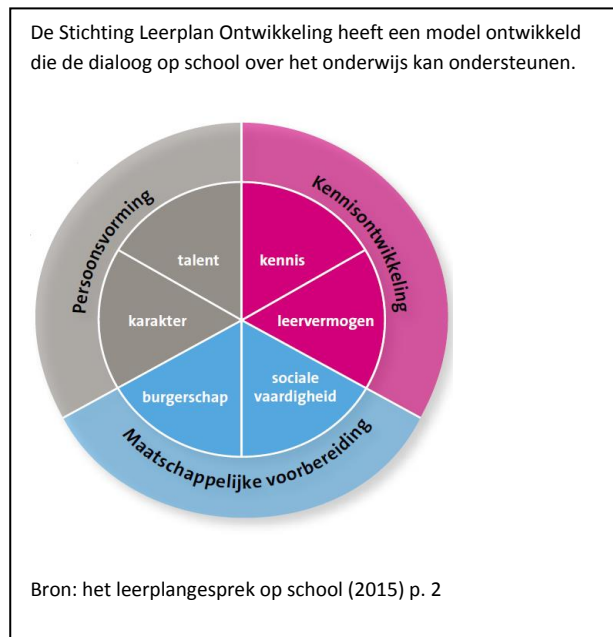 De Stichting Leerplan Ontwikkeling heeft een model ontwikkeld
die de dialoog op school over het onderwijs kan ondersteunen.
Persoonsvorming
Kennisontwikkeling
talent
kennis
karakter
leervermogen
burgerschap
sociale
vaardigheid
Maatschappelijke voorbereiding
Bron: het leerplangesprek op school (2015) p. 2